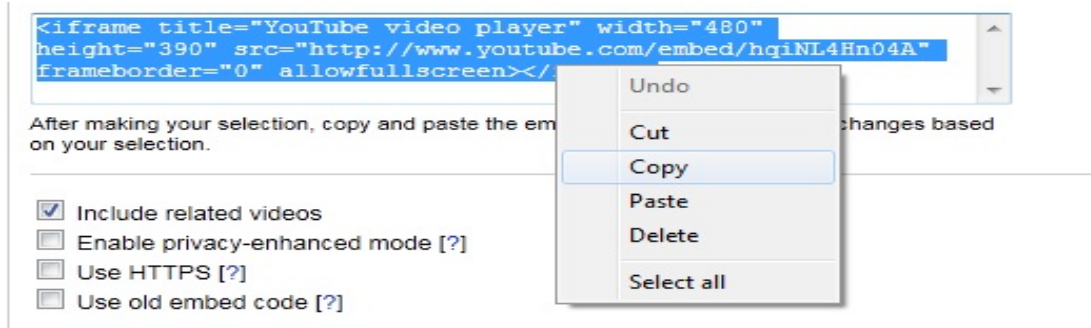 <iframe title="YouTube video player" width="480"
height="390" src="http://www.youtube.com/embed/hqiNL4Hn04A"
frameborder="0" allowfullscreen></
Undo
After making your selection, copy and paste the em
changes based
on your selection.
Cut
Copy
Paste
Delete
Select all
Include related videos
Enable privacy-enhanced mode [?]
Use HTTPS [?]
Use old embed code [?]